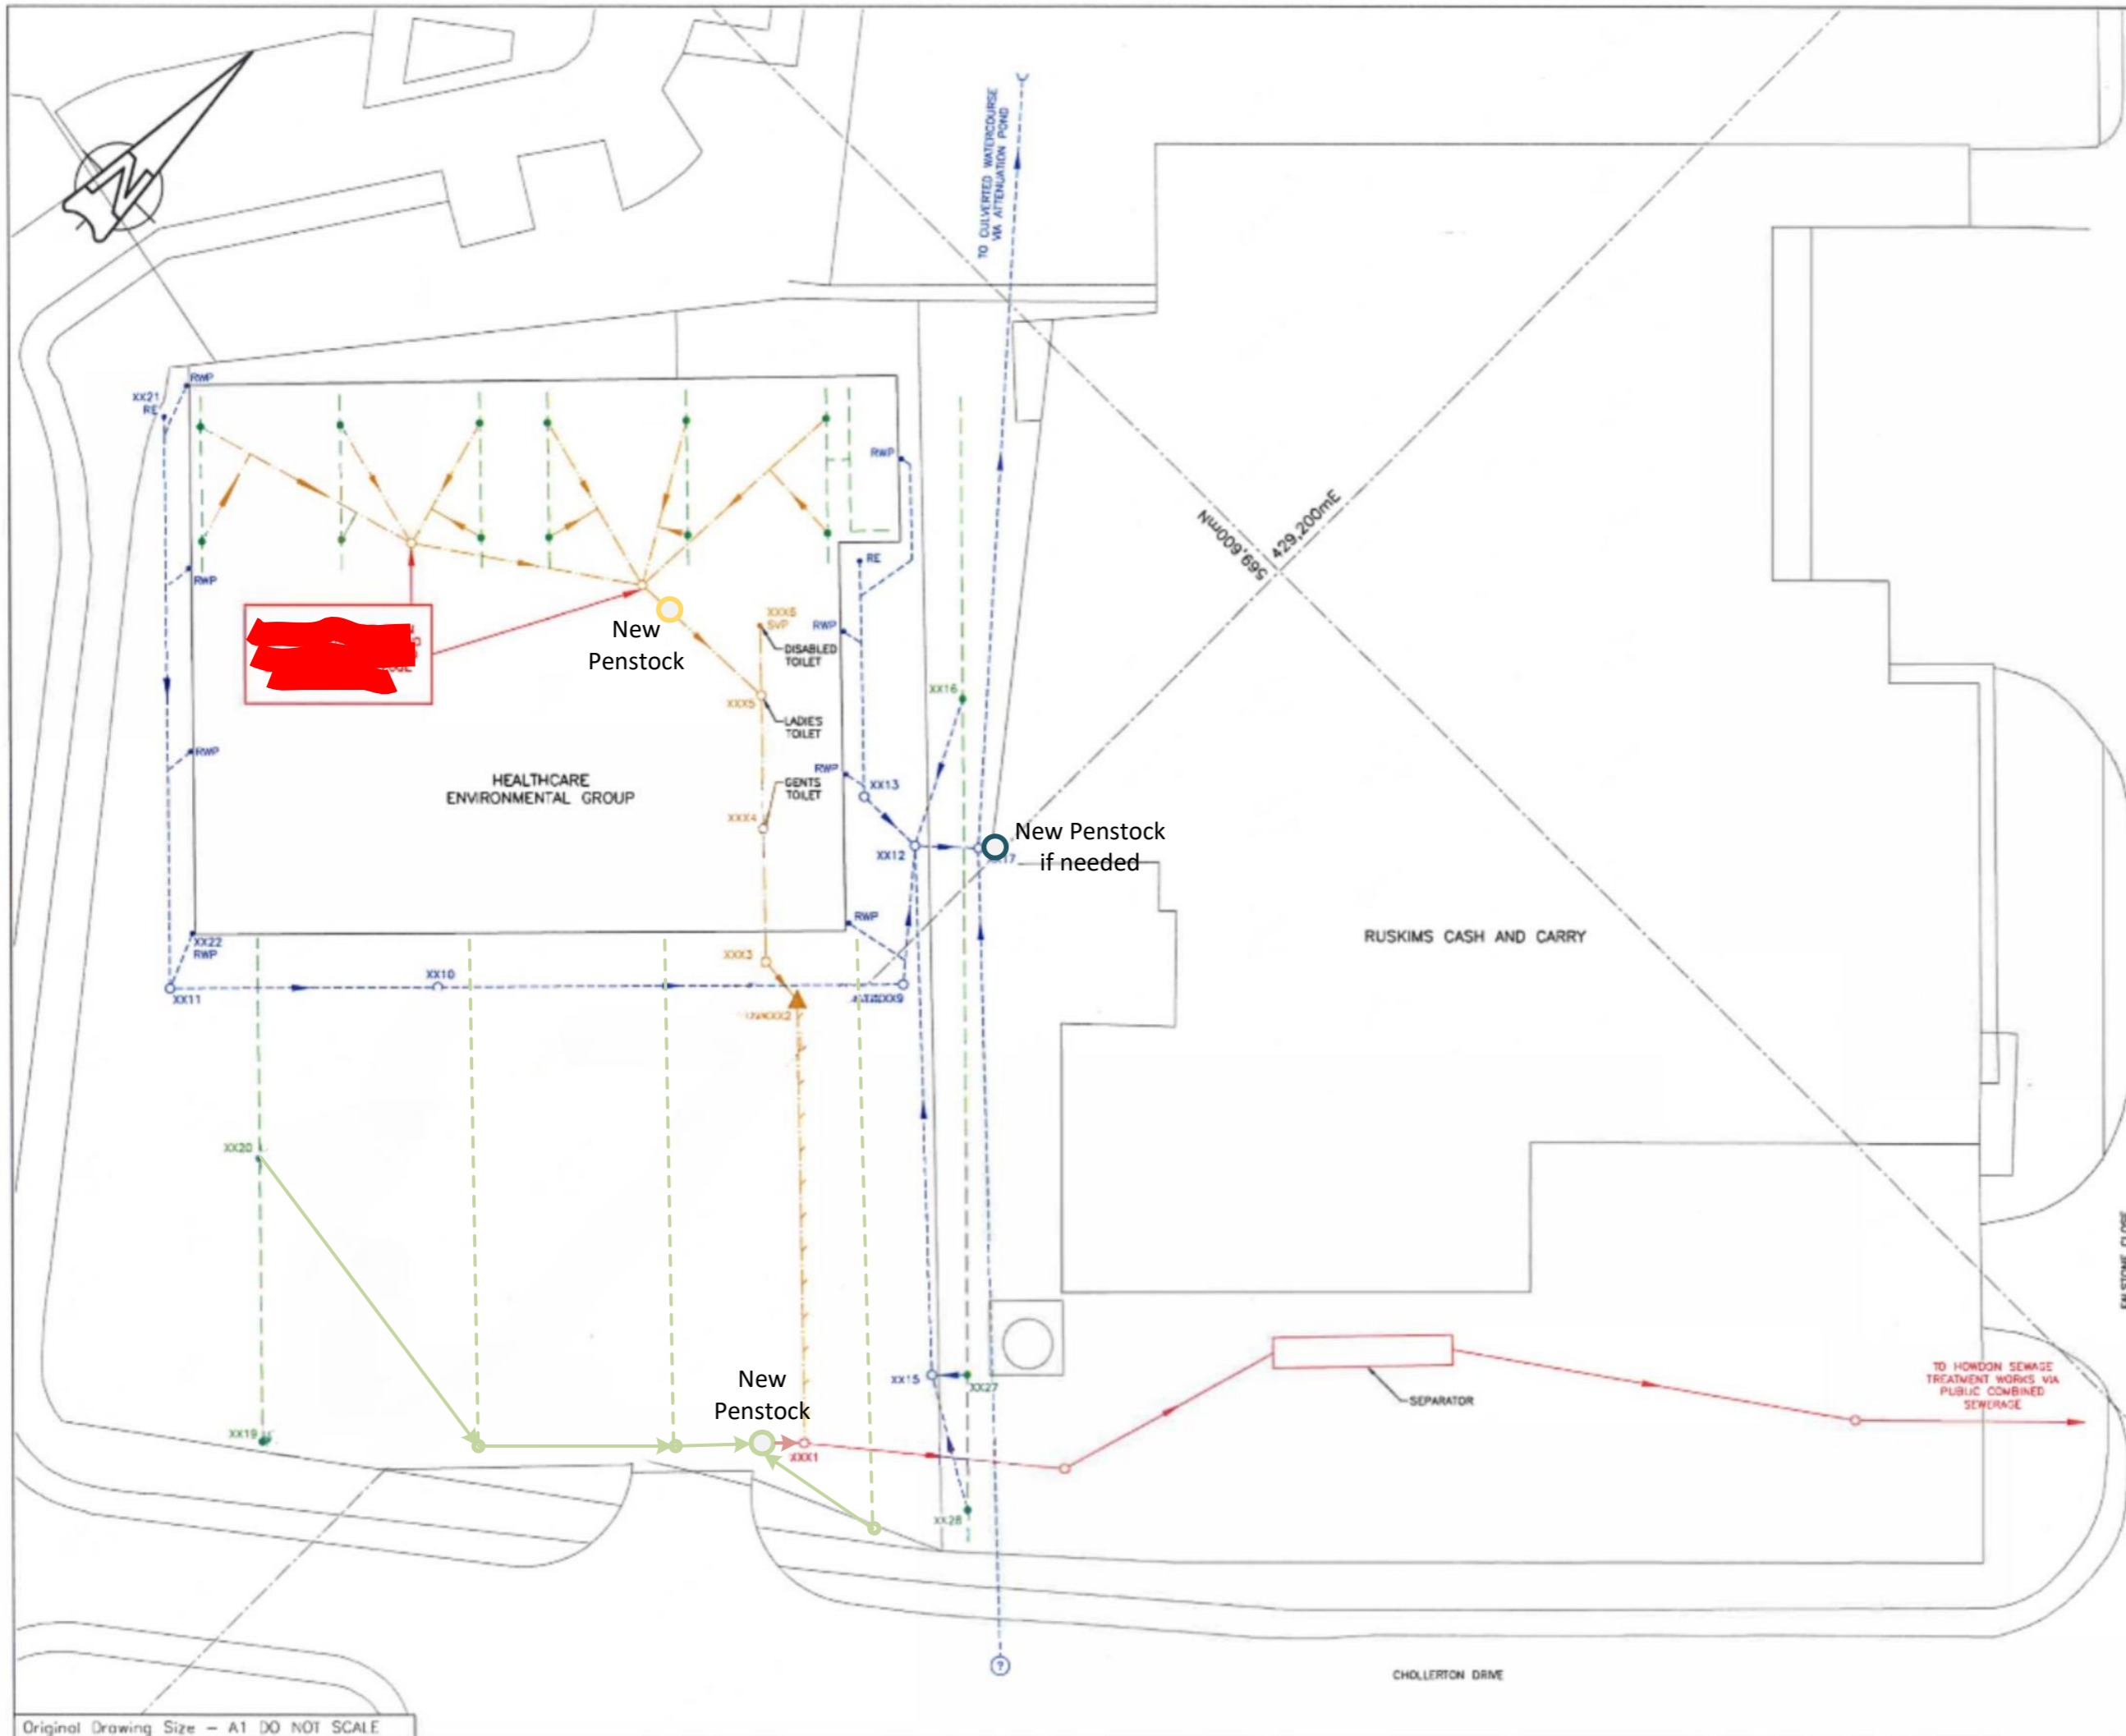 TO CULVERTED WATERCOURSE
VIA ATTENUATION POND
XX21
RE
RWP
RWP
RWP
RE
569,600mN
429,200mE
New
Penstock
XXX6
SVP
DISABLED
TOILET
RWP
XX16
XXX5
LADIES
TOILET
RWP
RWP
HEALTHCARE
ENVIRONMENTAL GROUP
GENTS
TOILET
XX13
XXX4
XX12
New Penstock
if needed
XX17
RWP
XX22
RWP
RUSKIMS CASH AND CARRY
XXX3
XX10
XX11
XX20
New
Penstock
XX15
XX27
SEPARATOR
TO HOWDON SEWAGE
TREATMENT WORKS VIA
PUBLIC COMBINED
SEWERAGE
FALSTONE CLOSE
XX19
XXX1
XX28
?
CHOLLERTON DRIVE
Original Drawing Size – A1 DO NOT SCALE